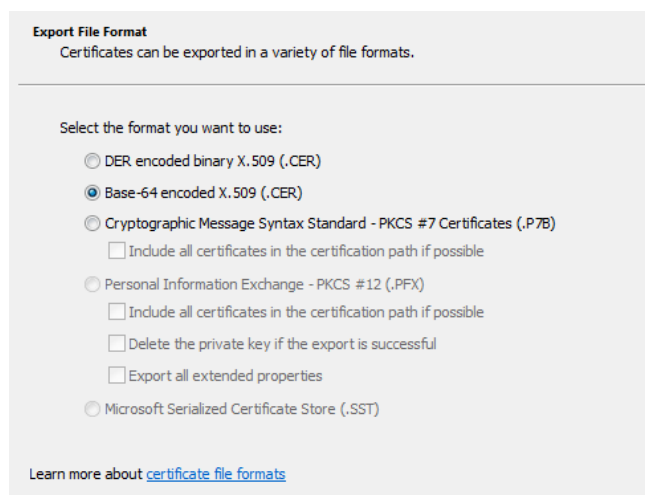 Export File Format
Certificates can be exported in a variety of file formats.
Select the format you want to use:
DER encoded binary X.509 (.CER)
Base-64 encoded X.509 (.CER)
Cryptographic Message Syntax Standard - PKCS #7 Certificates (.P7B)
Include all certificates in the certification path if possible
Personal Information Exchange - PKCS #12 (.PFX)
Include all certificates in the certification path if possible
Delete the private key if the export is successful
Export all extended properties
Microsoft Serialized Certificate Store (.SST)
Learn more about certificate file formats